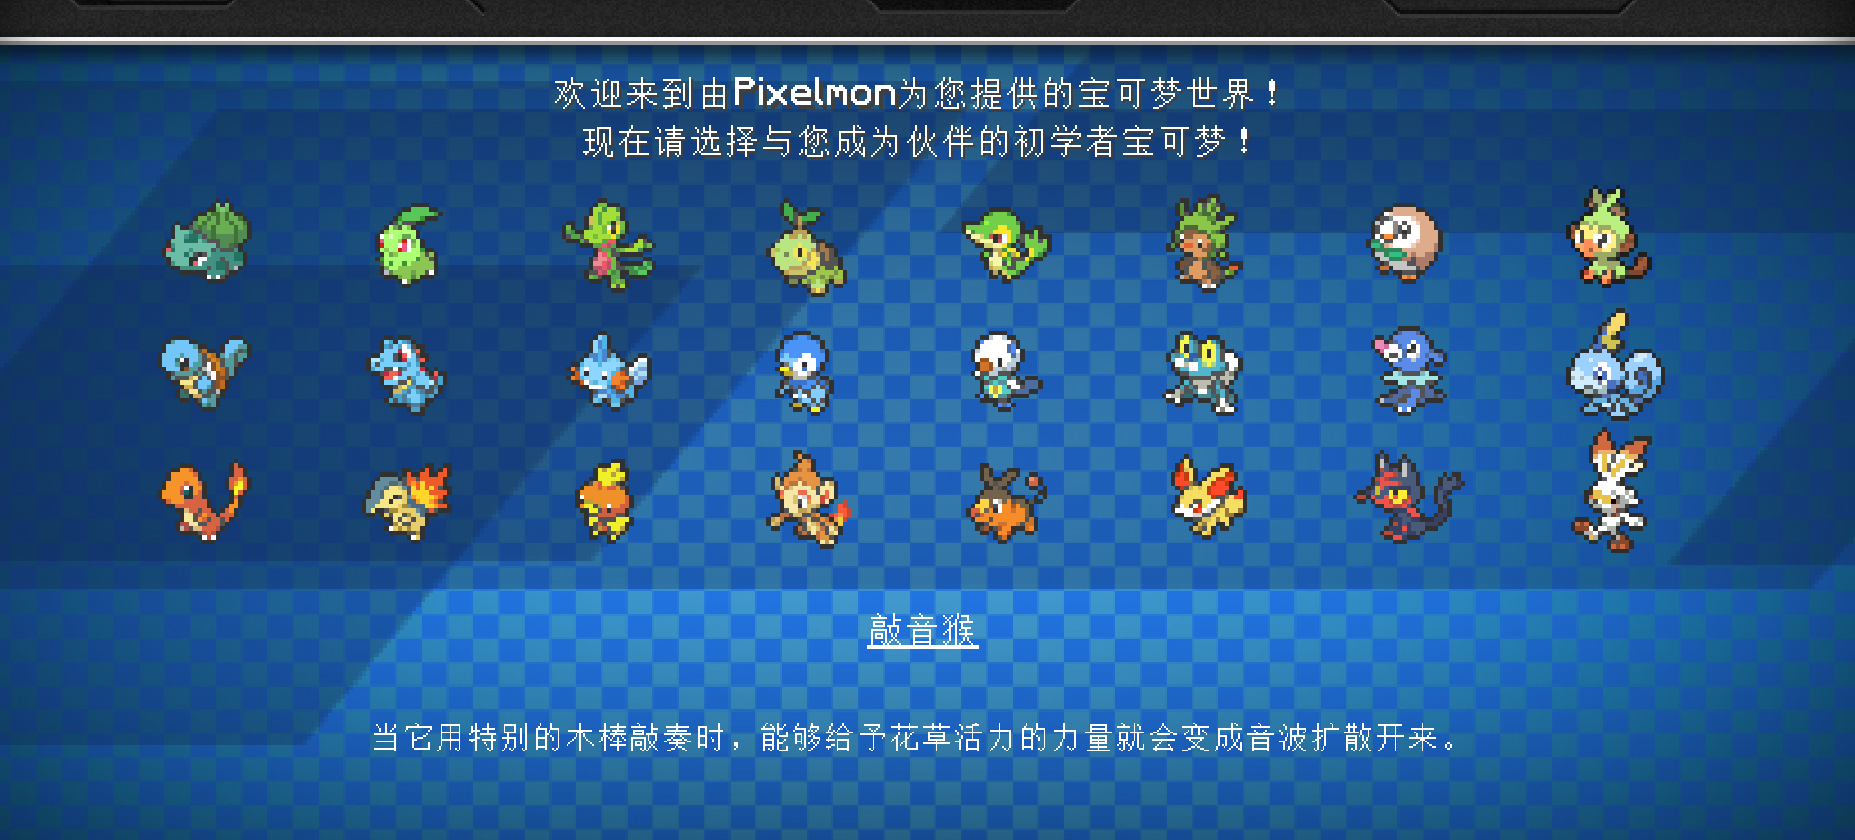 欢迎来到由Pixelmon为您提供的宝可梦世界！
现在请选择与您成为伙伴的初学者宝可梦！
敲音猴
当它用特别的木棒敲奏时，能够给予花草活力的力量就会变成音波扩散开来。